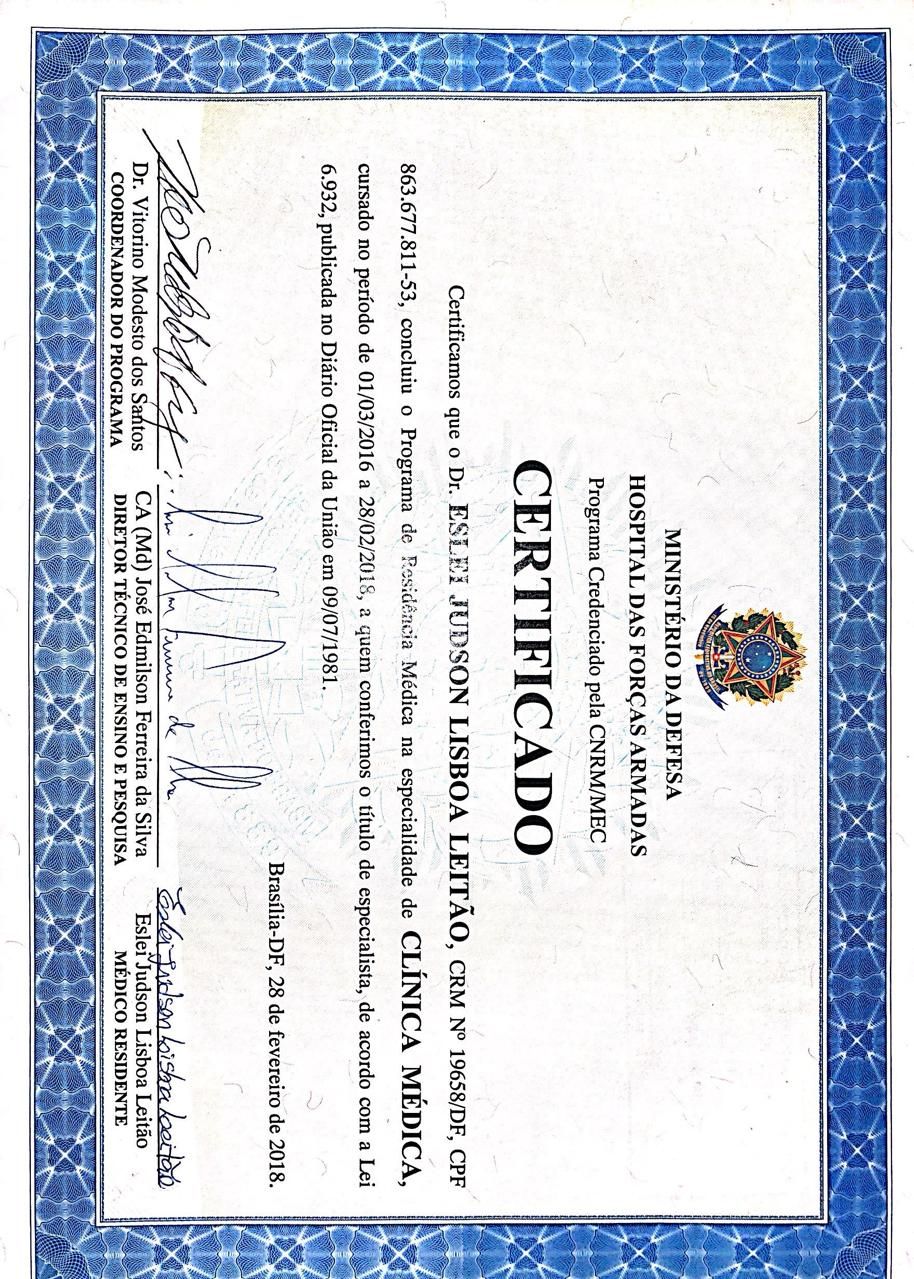 MINISTÉRIO DA DEFESA
HOSPITAL DAS FORÇAS ARMADAS
Programa Credenciado pela CNRM/MEC
CERTIFICADO
Certificamos que o Dr. ESLEI JUDSON LISBOA LEITÃO, CRM Nº 19658/DF, CPF
863.677.811-53, concluiu o Programa de Residência Médica na especialidade de CLÍNICA MÉDICA,
cursado no período de 01/03/2016 a 28/02/2018, a quem conferimos o título de especialista, de acordo com a Lei
6.932, publicada no Diário Oficial da União em 09/07/1981.
Brasília-DF, 28 de fevereiro de 2018.
Eslei Judson Lisboa Leitão
Dr. Vitorino Modesto dos Santos
COORDENADOR DO PROGRAMA
CA (Md) José Edmilson Ferreira da Silva
DIRETOR TÉCNICO DE ENSINO E PESQUISA
Eslei Judson Lisboa Leitão
MÉDICO RESIDENTE